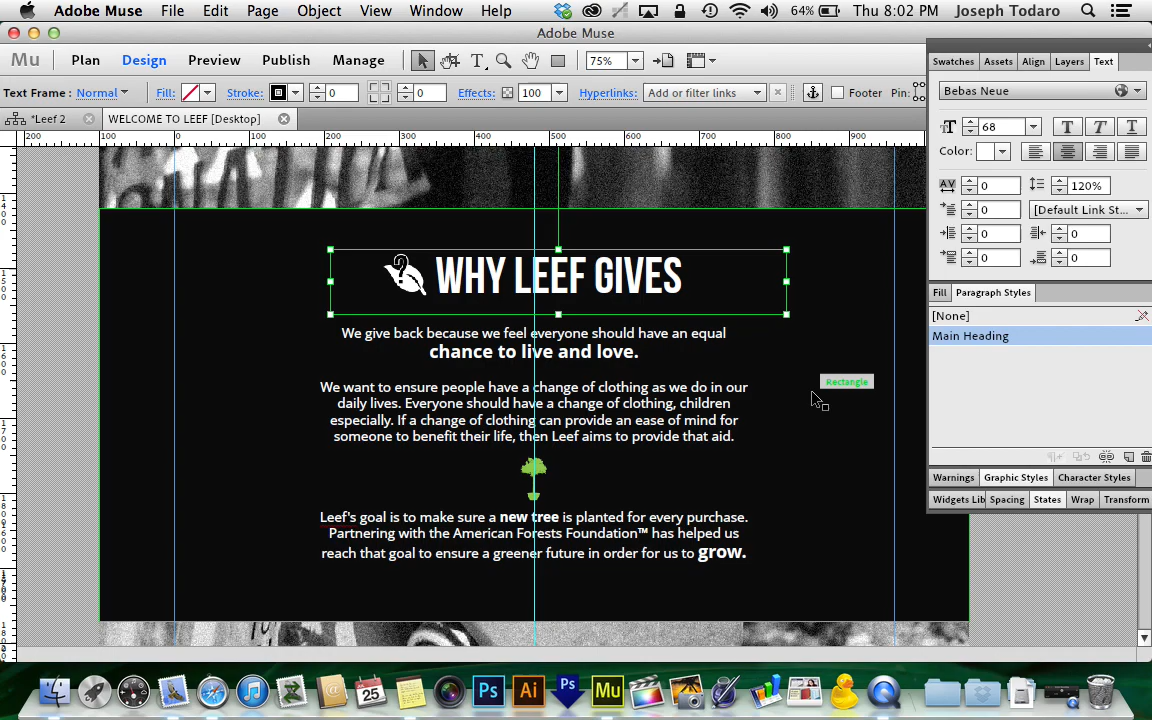 Adobe Muse File Edit Page Object View Window Help 64% Thu 8:02 PM Joseph Todaro
Adobe Muse
Mu Plan Design Preview Publish Manage T 75%
Text Frame: Normal Fill: Stroke: 0 0 Effects: 100 Hyperlinks: Add or filter links Footer Pin:
*Leef 2 WELCOME TO LEEF [Desktop]
200 100 0 100 200 300 400 500 600 700 800 900
Swatches Assets Align Layers Text
Bebas Neue
68 T T T
Color:
0 120%
0 [Default Link St...
0 0
0 0
Fill Paragraph Styles
[None]
Main Heading
Warnings Graphic Styles Character Styles
Widgets Lib Spacing States Wrap Transform
WHY LEEF GIVES
We give back because we feel everyone should have an equal
chance to live and love.
Rectangle
We want to ensure people have a change of clothing as we do in our
daily lives. Everyone should have a change of clothing, children
especially. If a change of clothing can provide an ease of mind for
someone to benefit their life, then Leef aims to provide that aid.
Leef's goal is to make sure a new tree is planted for every purchase.
Partnering with the American Forests Foundation™ has helped us
reach that goal to ensure a greener future in order for us to grow.
25 Ps Ai Ps Mu